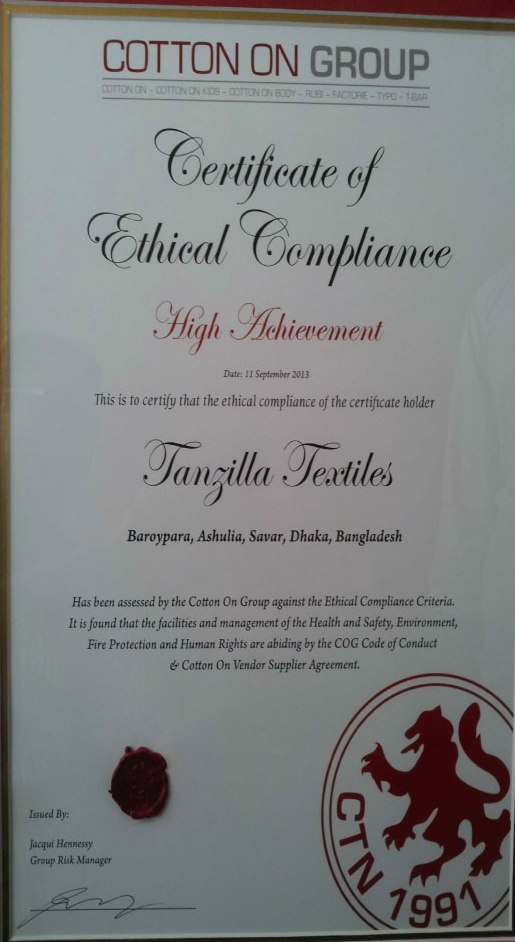 COTTON ON GROUP
COTTON ON - COTTON ON KIDS - COTTON ON BODY - RUBI - FACTORIE - TYPO - T-BAR
Certificate of
Ethical Compliance
High Achievement
Date: 11 September 2013
This is to certify that the ethical compliance of the certificate holder
Tanzilla Textiles
Baroypara, Ashulia, Savar, Dhaka, Bangladesh
Has been assessed by the Cotton On Group against the Ethical Compliance Criteria.
It is found that the facilities and management of the Health and Safety, Environment,
Fire Protection and Human Rights are abiding by the COG Code of Conduct
& Cotton On Vendor Supplier Agreement.
Issued By:
Jacqui Hennessy
Group Risk Manager
CTN 1991